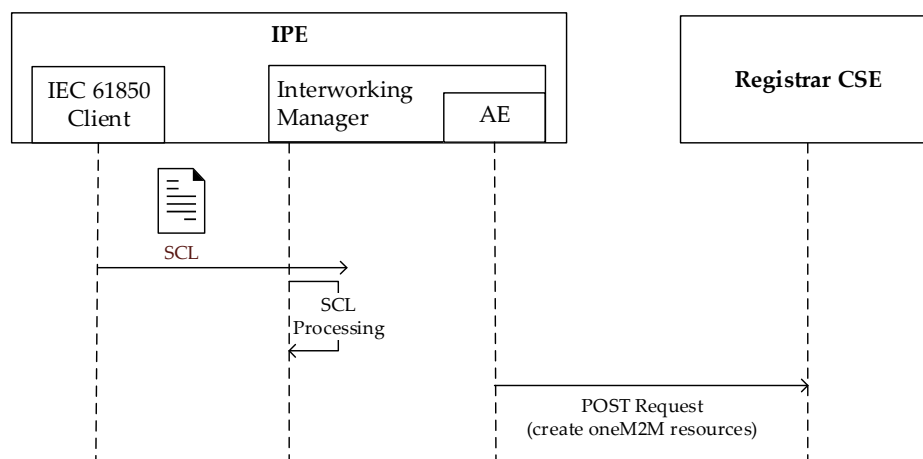 IPE
IEC 61850
Client
Interworking
Manager
AE
Registrar CSE
SCL
SCL
Processing
POST Request
(create oneM2M resources)